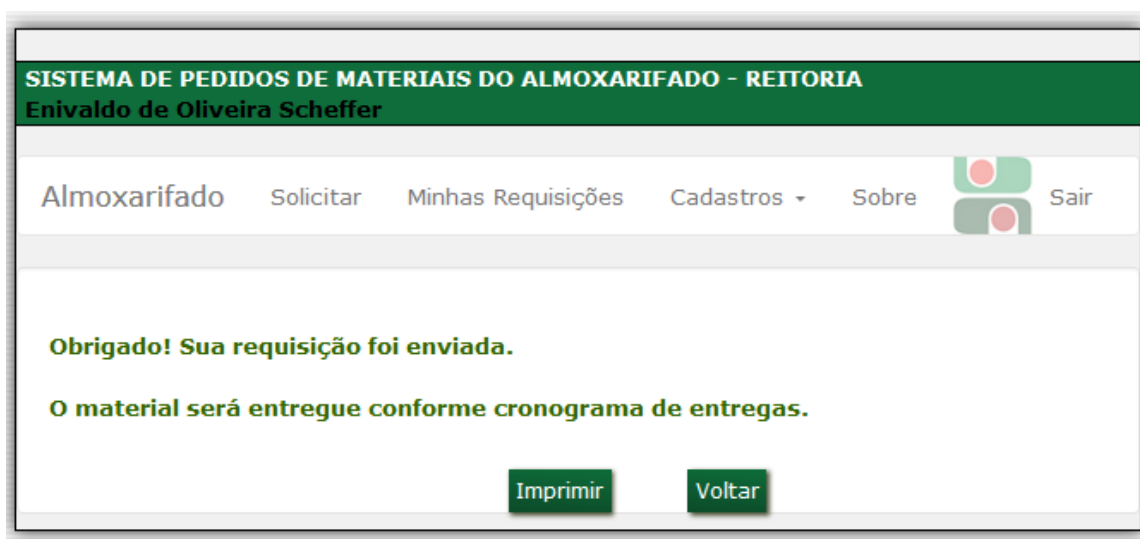 SISTEMA DE PEDIDOS DE MATERIAIS DO ALMOXARIFADO - REITORIA
Enivaldo de Oliveira Scheffer
Almoxarifado Solicitar Minhas Requisições Cadastros Sobre Sair
Obrigado! Sua requisição foi enviada.
O material será entregue conforme cronograma de entregas.
Imprimir Voltar